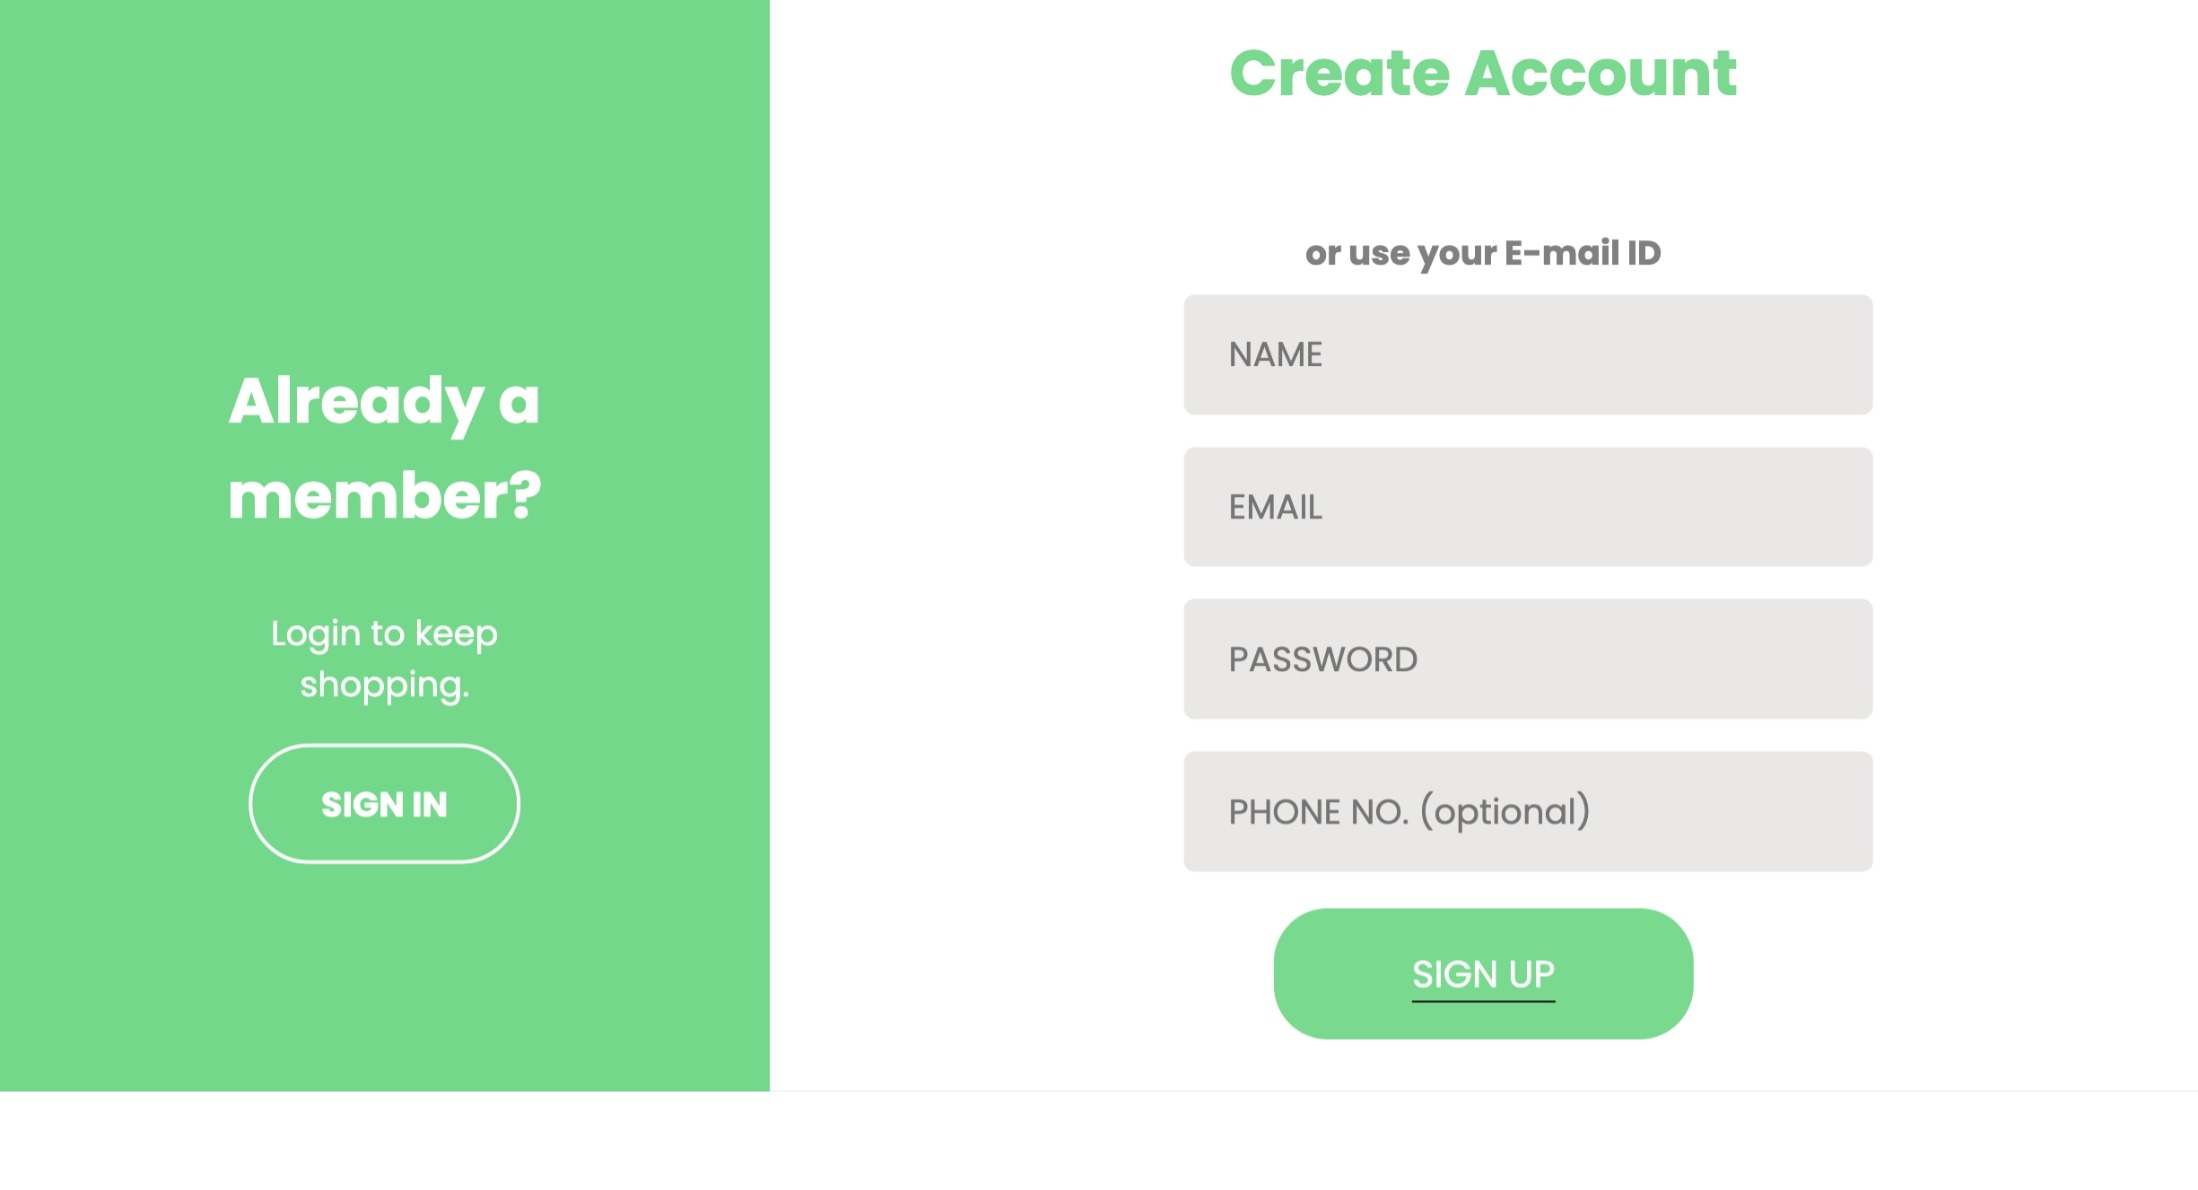 Already a
member?
Login to keep
shopping.
SIGN IN
Create Account
or use your E-mail ID
NAME
EMAIL
PASSWORD
PHONE NO. (optional)
SIGN UP